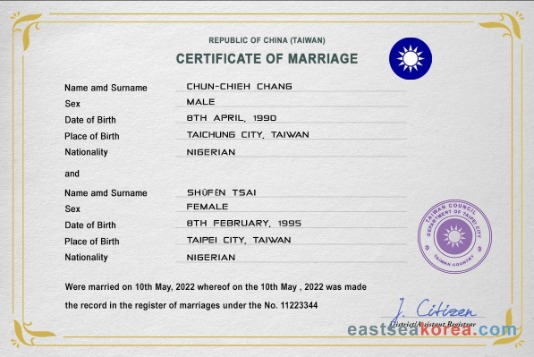 REPUBLIC OF CHINA (TAIWAN)
CERTIFICATE OF MARRIAGE
Name and Surname CHUN-CHIEH CHANG
Sex MALE
Date of Birth 8TH APRIL, 1990
Place of Birth TAICHUNG CITY, TAIWAN
Nationality NIGERIAN
and
Name and Surname SHŪFĒN TSAI
Sex FEMALE
Date of Birth 8TH FEBRUARY, 1995
Place of Birth TAIPEI CITY, TAIWAN
Nationality NIGERIAN
TAIWAN COUNCIL
DEPARTMENT OF TAIPEI CITY
TAIWAN COUNTRY
Were married on 10th May, 2022 whereof on the 10th May , 2022 was made
the record in the register of marriages under the No. 11223344
J. Citizen
District/Assistant Registrar
eastseakorea.com